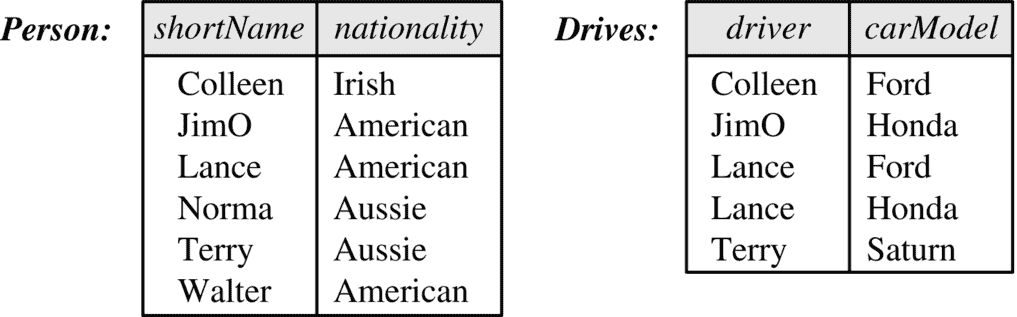 Person: shortName nationality
Colleen Irish
JimO American
Lance American
Norma Aussie
Terry Aussie
Walter American
Drives: driver carModel
Colleen Ford
JimO Honda
Lance Ford
Lance Honda
Terry Saturn